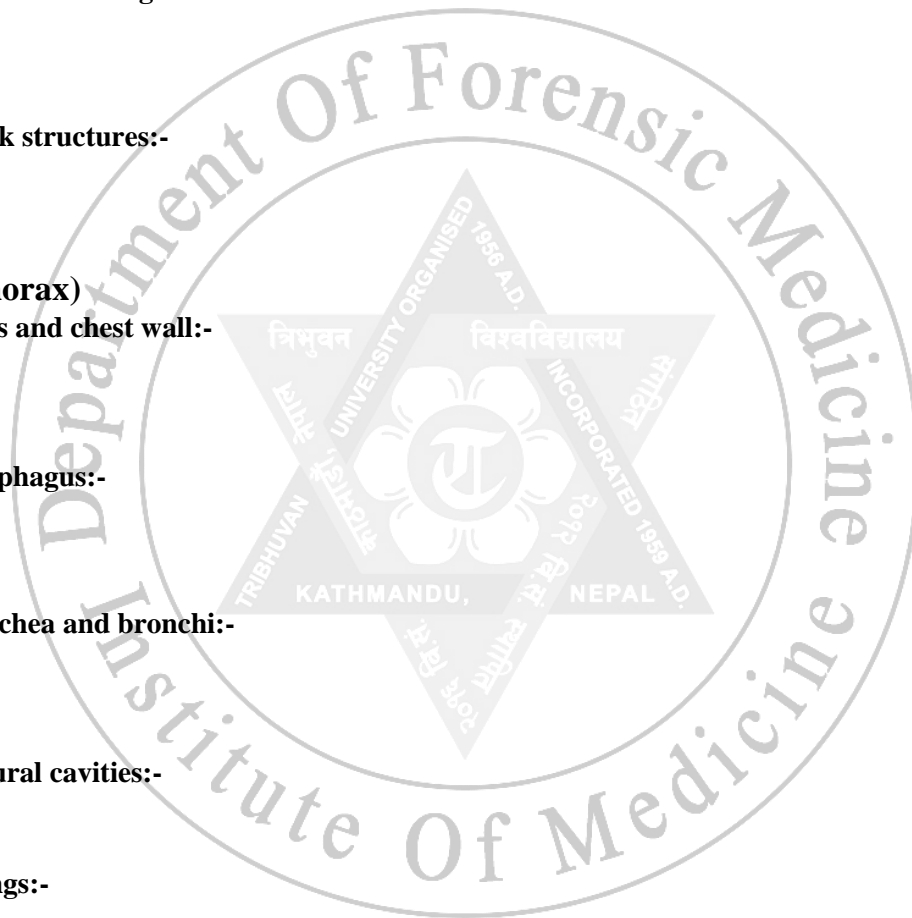 Department Of Forensic Medicine
k structures:-
UNIVERSITY ORGANISED
1956 A.D.
orax)
s and chest wall:-
त्रिभुवन
विश्वविद्यालय
INCORPORATED 1959 A.D.
phagus:-
TRIBHUVAN
KATHMANDU,
NEPAL
chea and bronchi:-
ural cavities:-
Institute Of Medicine
ngs:-